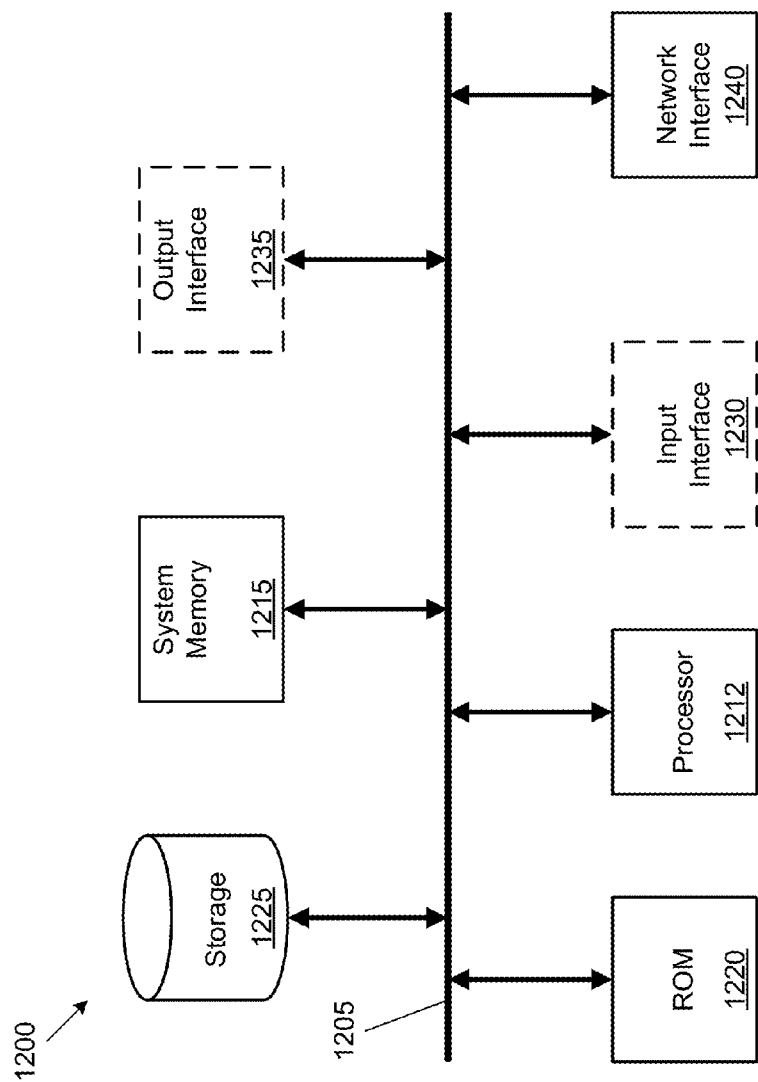 1200
Storage
1225
System
Memory
1215
Output
Interface
1235
1205
ROM
1220
Processor
1212
Input
Interface
1230
Network
Interface
1240